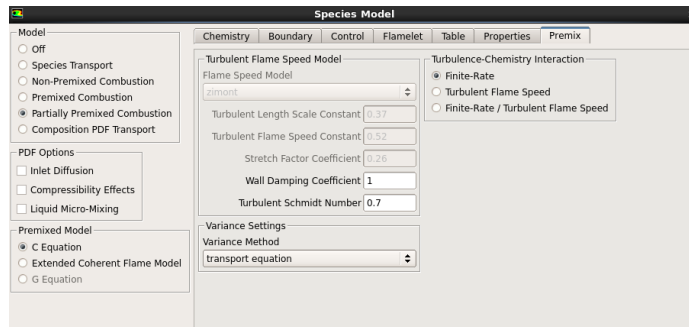 Species Model
Model
Off
Species Transport
Non-Premixed Combustion
Premixed Combustion
Partially Premixed Combustion
Composition PDF Transport
PDF Options
Inlet Diffusion
Compressibility Effects
Liquid Micro-Mixing
Premixed Model
C Equation
Extended Coherent Flame Model
G Equation
Chemistry Boundary Control Flamelet Table Properties Premix
Turbulent Flame Speed Model
Flame Speed Model
zimont
Turbulent Length Scale Constant 0.37
Turbulent Flame Speed Constant 0.52
Stretch Factor Coefficient 0.26
Wall Damping Coefficient 1
Turbulent Schmidt Number 0.7
Variance Settings
Variance Method
transport equation
Turbulence-Chemistry Interaction
Finite-Rate
Turbulent Flame Speed
Finite-Rate / Turbulent Flame Speed